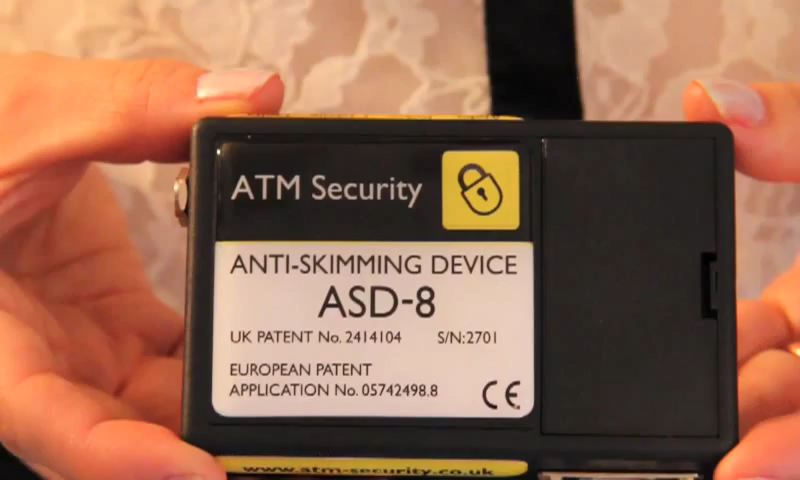 ATM Security
ANTI-SKIMMING DEVICE
ASD-8
UK PATENT No. 2414104 S/N:2701
EUROPEAN PATENT
APPLICATION No. 05742498.8
CE
www.atm-security.co.uk